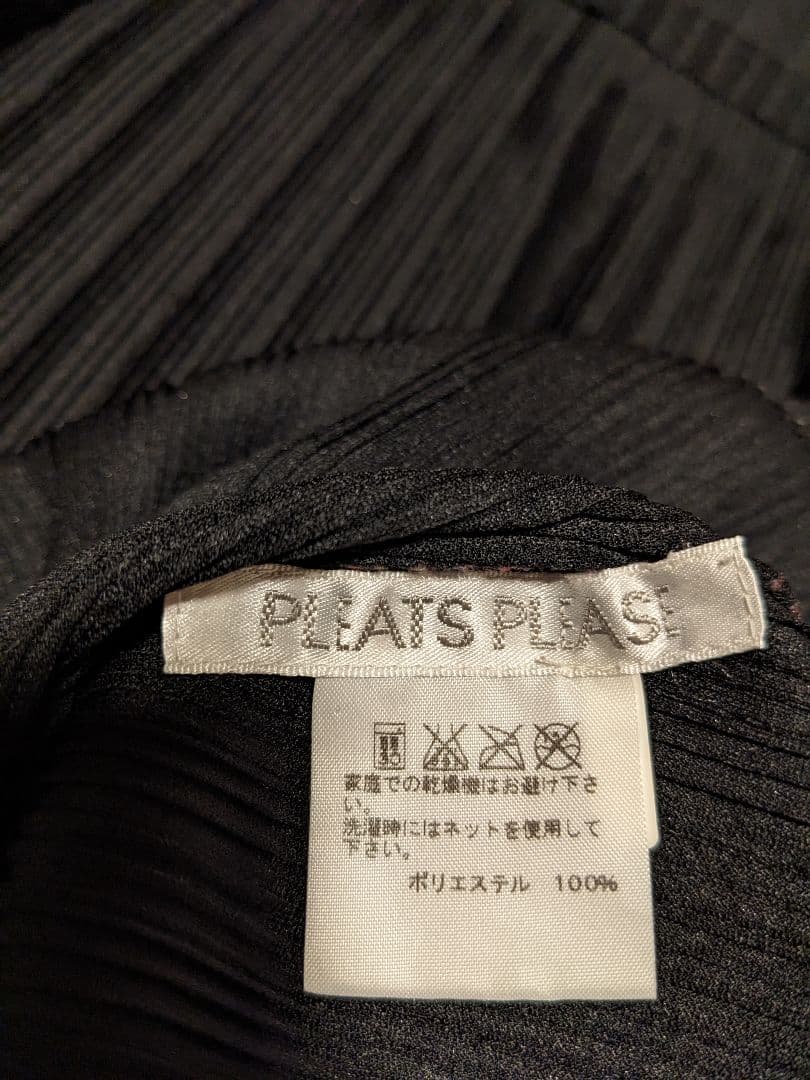 PLEATS PLEASE
家庭での乾燥機はお避け下さ
い。
洗濯時にはネットを使用して
下さい。
ポリエステル 100%